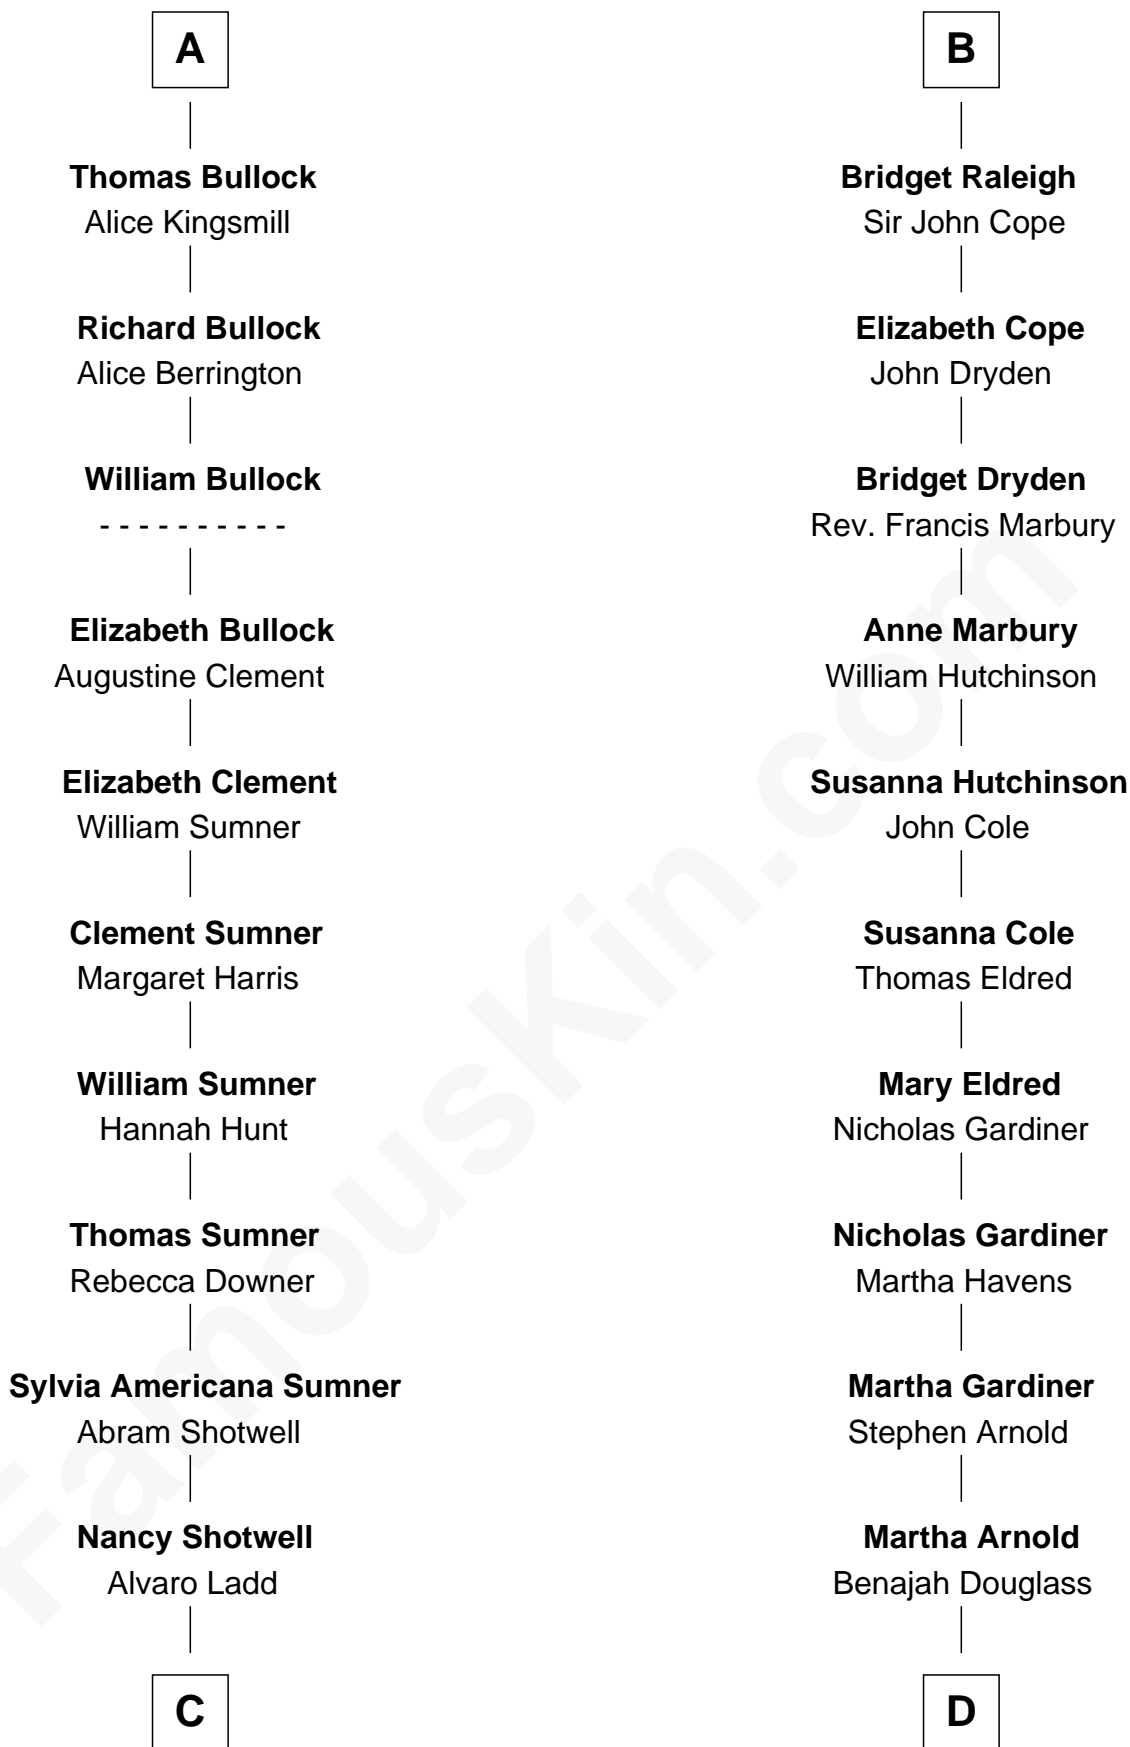 A
B
Thomas Bullock
Alice Kingsmill
Bridget Raleigh
Sir John Cope
Richard Bullock
Alice Berrington
Elizabeth Cope
John Dryden
William Bullock
- - - - - - - - - -
Bridget Dryden
Rev. Francis Marbury
Elizabeth Bullock
Augustine Clement
Anne Marbury
William Hutchinson
Elizabeth Clement
William Sumner
Susanna Hutchinson
John Cole
Clement Sumner
Margaret Harris
Susanna Cole
Thomas Eldred
William Sumner
Hannah Hunt
Mary Eldred
Nicholas Gardiner
Thomas Sumner
Rebecca Downer
Nicholas Gardiner
Martha Havens
Sylvia Americana Sumner
Abram Shotwell
Martha Gardiner
Stephen Arnold
Nancy Shotwell
Alvaro Ladd
Martha Arnold
Benajah Douglass
C
D
FamousKin.com